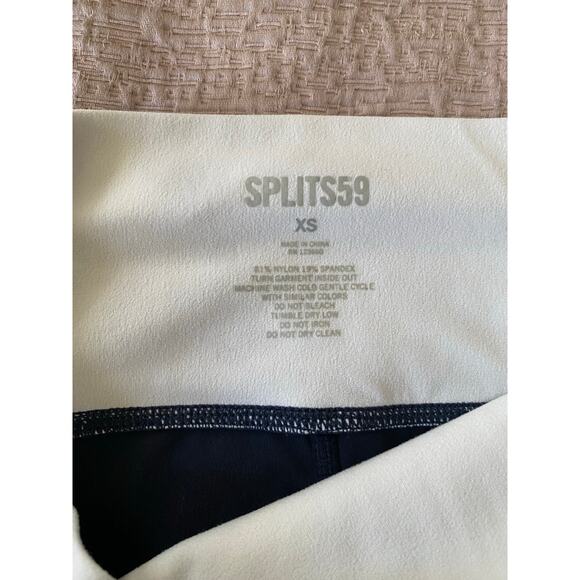 SPLITS59
XS
MADE IN CHINA
RN
81% NYLON 19% SPANDEX
TURN GARMENT INSIDE OUT
MACHINE WASH COLD GENTLE CYCLE
WITH SIMILAR COLORS
DO NOT BLEACH
TUMBLE DRY LOW
DO NOT IRON
DO NOT DRY CLEAN